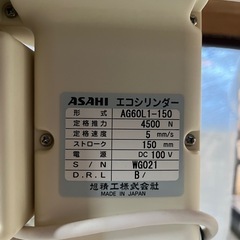 ASAHI エコシリンダー
形式 AG60L1-150
定格推力 4500 N
定格速度 5 mm/s
ストローク 150 mm
電源 DC 100 V
S/N WG021
D.R.L B/
旭精工株式会社
MADE IN JAPAN